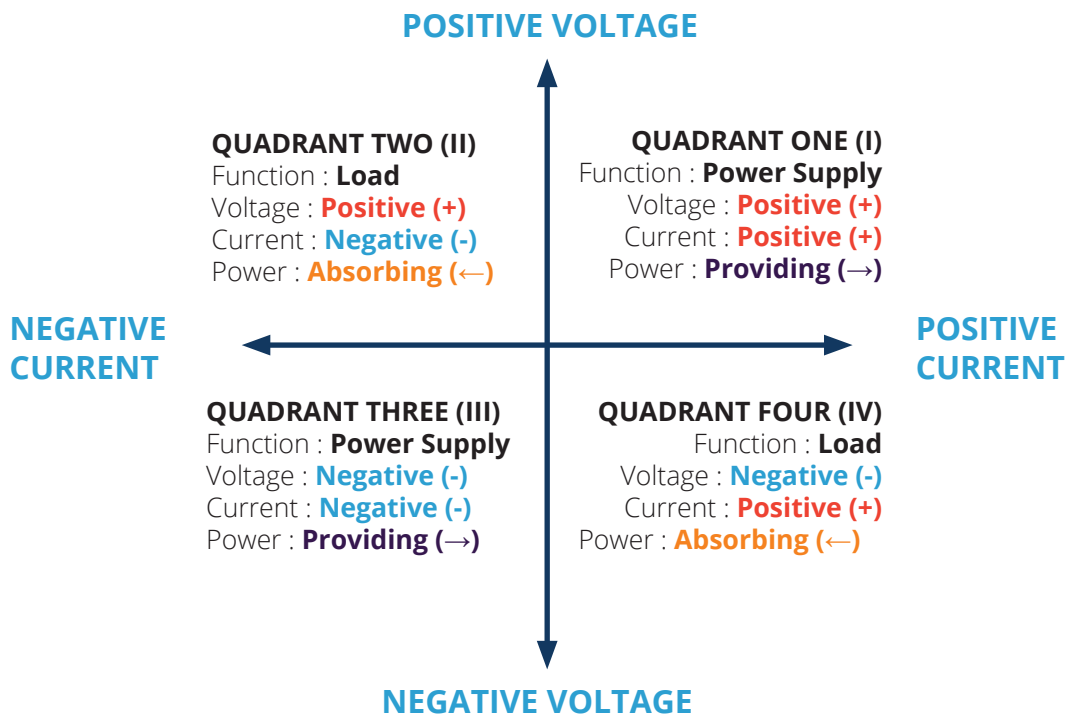 POSITIVE VOLTAGE
QUADRANT TWO (II)
Function : Load
Voltage : Positive (+)
Current : Negative (-)
Power : Absorbing (←)
QUADRANT ONE (I)
Function : Power Supply
Voltage : Positive (+)
Current : Positive (+)
Power : Providing (→)
NEGATIVE
CURRENT
POSITIVE
CURRENT
QUADRANT THREE (III)
Function : Power Supply
Voltage : Negative (-)
Current : Negative (-)
Power : Providing (→)
QUADRANT FOUR (IV)
Function : Load
Voltage : Negative (-)
Current : Positive (+)
Power : Absorbing (←)
NEGATIVE VOLTAGE